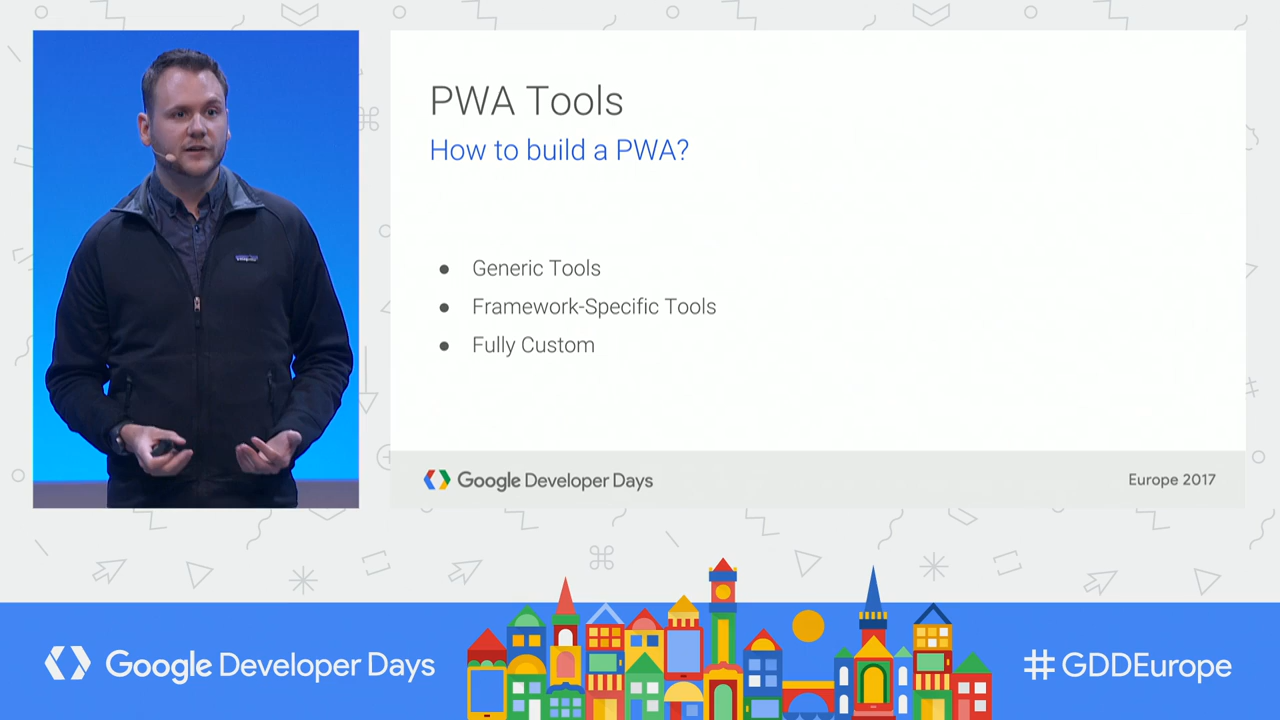 PWA Tools
How to build a PWA?
● Generic Tools
● Framework-Specific Tools
● Fully Custom
Google Developer Days
Europe 2017
Google Developer Days
#GDDEurope